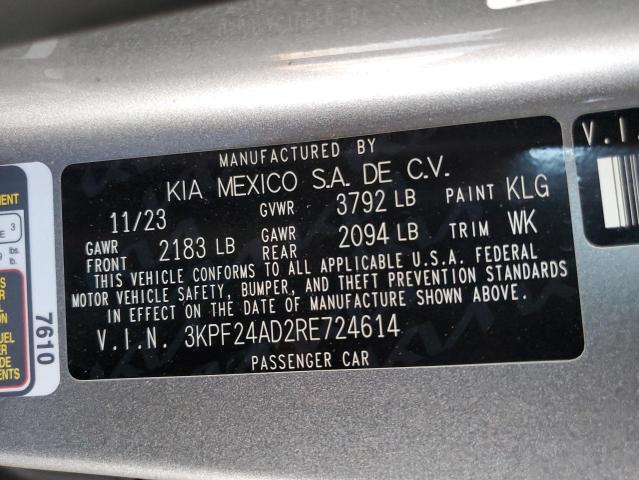 MANUFACTURED BY
KIA MEXICO S.A. DE C.V.
11/23 GVWR 3792 LB PAINT KLG
GAWR FRONT 2183 LB GAWR REAR 2094 LB TRIM WK
THIS VEHICLE CONFORMS TO ALL APPLICABLE U.S.A. FEDERAL
MOTOR VEHICLE SAFETY, BUMPER, AND THEFT PREVENTION STANDARDS
IN EFFECT ON THE DATE OF MANUFACTURE SHOWN ABOVE.
V.I.N. 3KPF24AD2RE724614
PASSENGER CAR
7610
3
lbs.
V.I.